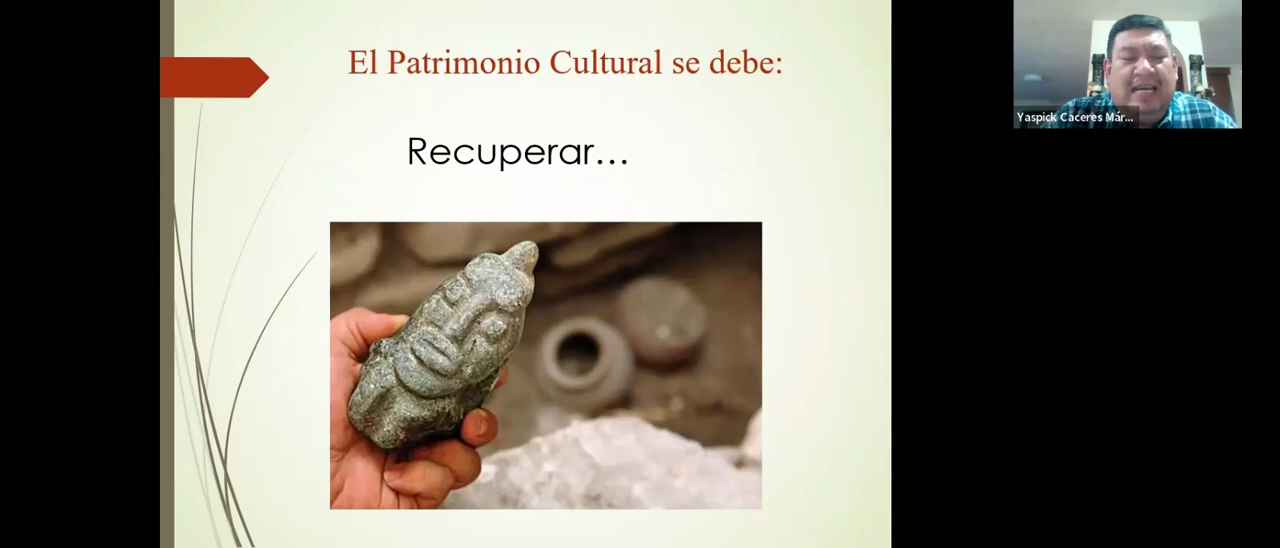 El Patrimonio Cultural se debe:
Recuperar...
Yaspick Caceres Már...